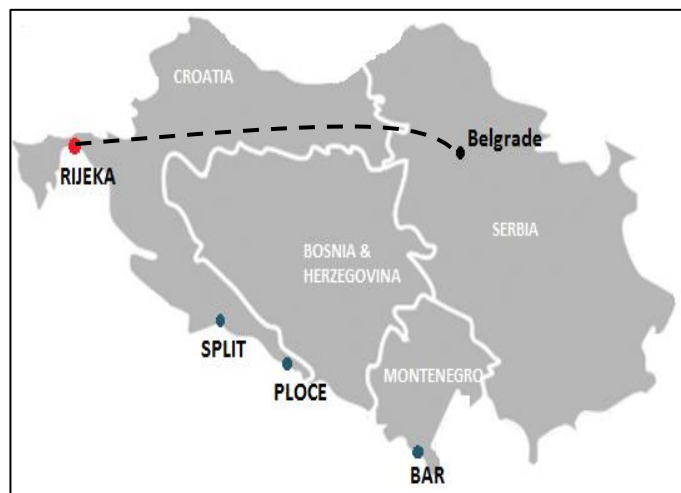 CROATIA
Belgrade
RIJEKA
SERBIA
BOSNIA &
HERZEGOVINA
SPLIT
PLOCE
MONTENEGRO
BAR